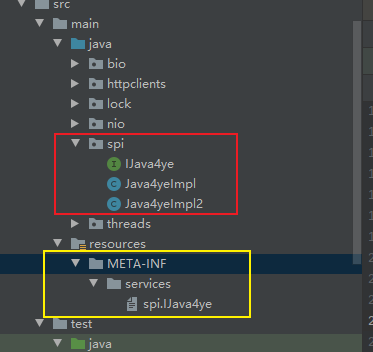 src
main
java
bio
httpclients
lock
nio
spi
IJava4ye
Java4yeImpl
Java4yeImpl2
threads
resources
META-INF
services
spi.IJava4ye
test
java